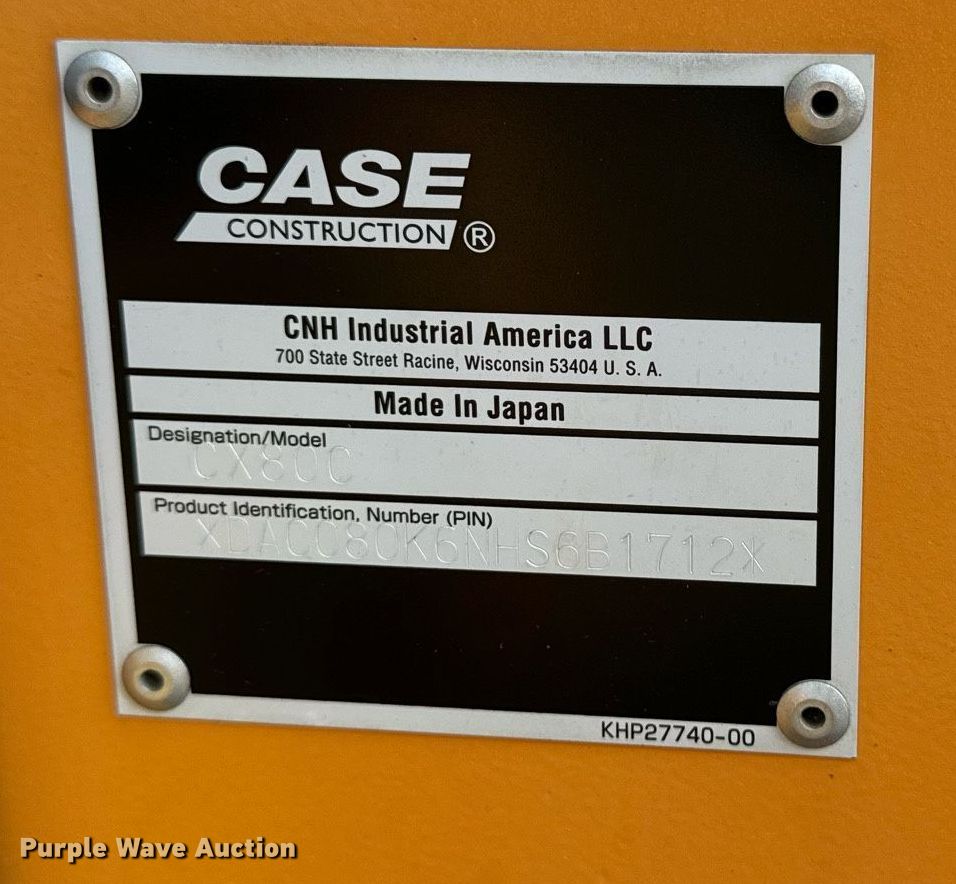 CASE
CONSTRUCTION ®
CNH Industrial America LLC
700 State Street Racine, Wisconsin 53404 U. S. A.
Made In Japan
Designation/Model
CX80C
Product Identification, Number (PIN)
XDACC80K6NHS6B1712X
KHP27740-00
Purple Wave Auction